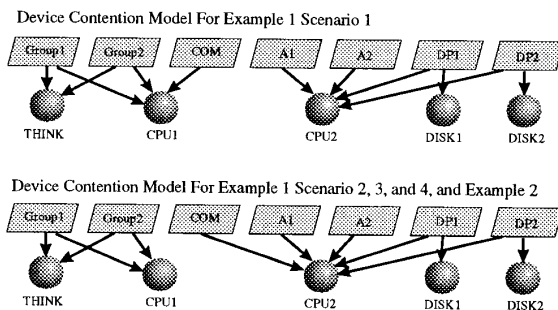 Device Contention Model For Example 1 Scenario 1
Group1 Group2 COM A1 A2 DP1 DP2
THINK CPU1 CPU2 DISK1 DISK2
Device Contention Model For Example 1 Scenario 2, 3, and 4, and Example 2
Group1 Group2 COM A1 A2 DP1 DP2
THINK CPU1 CPU2 DISK1 DISK2